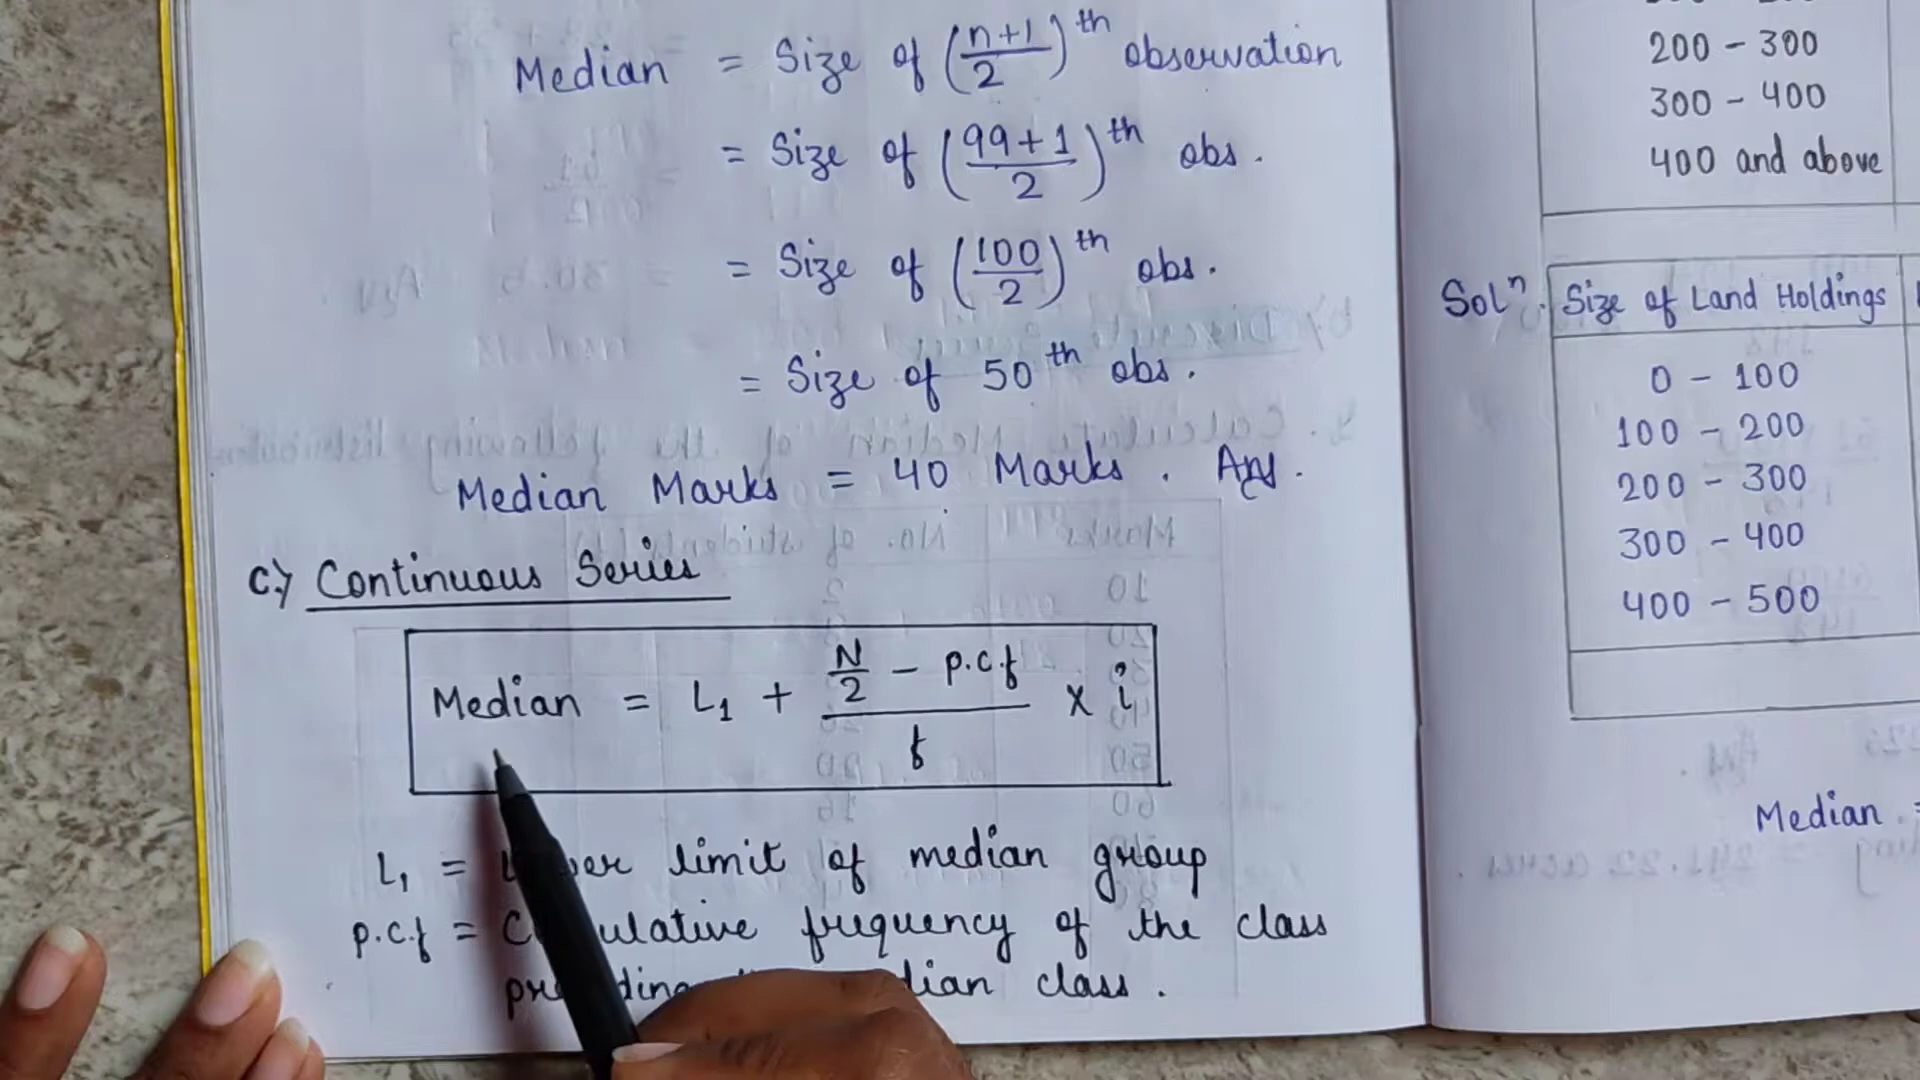 Median = Size of (n+1/2)th observation
= Size of (99+1/2)th obs.
= Size of (100/2)th obs.
= Size of 50th obs.
Median Marks = 40 Marks. Ans.
c.) Continuous Series
Median = L1 + N/2 - p.c.f / f x i
L1 = limit of median group
p.c.f = frequency of the class
class.
200 - 300
300 - 400
400 and above
Soln. Size of Land Holdings
0 - 100
100 - 200
200 - 300
300 - 400
400 - 500
Median =